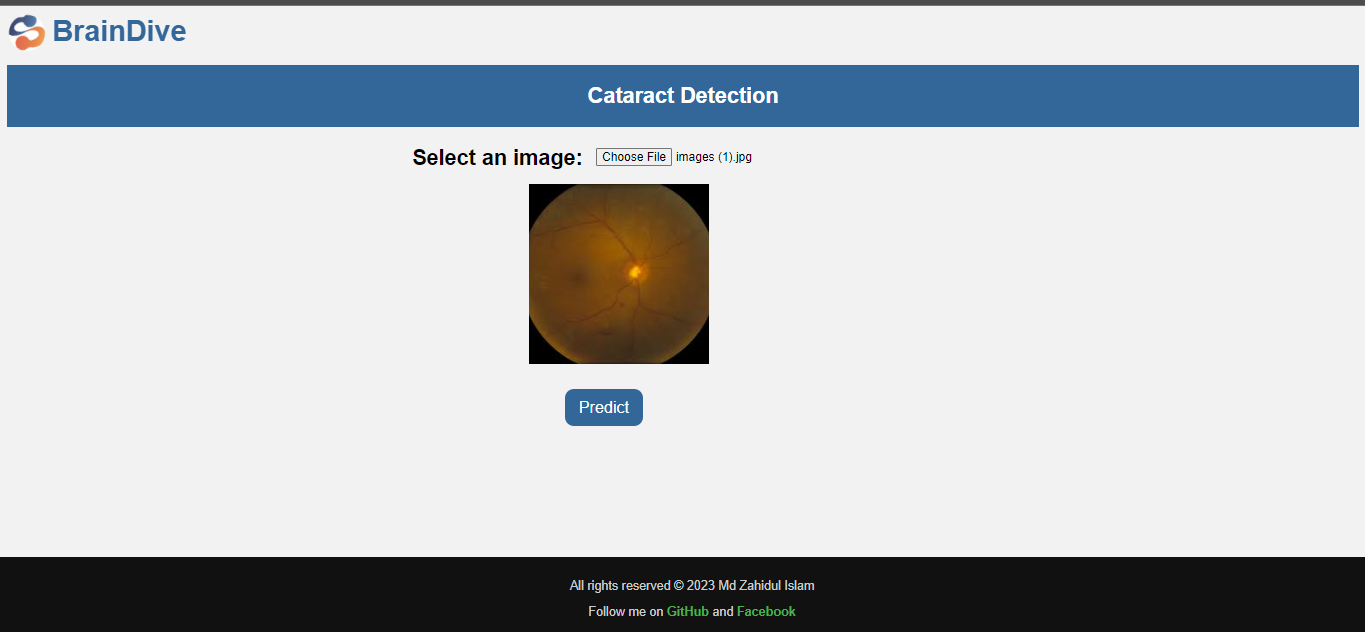 BrainDive
Cataract Detection
Select an image: Choose File images (1).jpg
Predict
All rights reserved © 2023 Md Zahidul Islam
Follow me on GitHub and Facebook